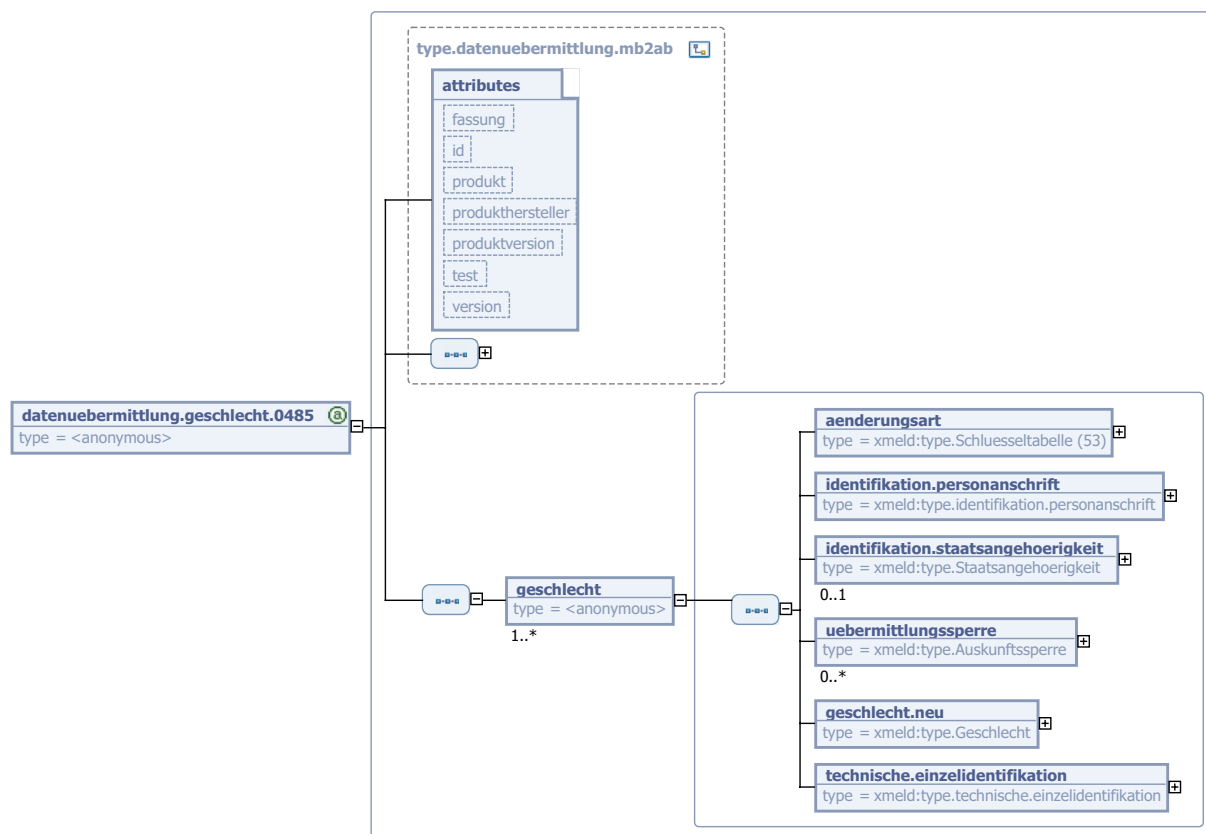 type.datenuebermittlung.mb2ab
attributes
fassung
id
produkt
produkthersteller
produktversion
test
version
datenuebermittlung.geschlecht.0485 @
type = <anonymous>
geschlecht
type = <anonymous>
1..*
aenderungsart
type = xmeld:type.Schluesseltabelle (53)
identifikation.personanschrift
type = xmeld:type.identifikation.personanschrift
identifikation.staatsangehoerigkeit
type = xmeld:type.Staatsangehoerigkeit
0..1
uebermittlungssperre
type = xmeld:type.Auskunftssperre
0..*
geschlecht.neu
type = xmeld:type.Geschlecht
technische.einzelidentifikation
type = xmeld:type.technische.einzelidentifikation